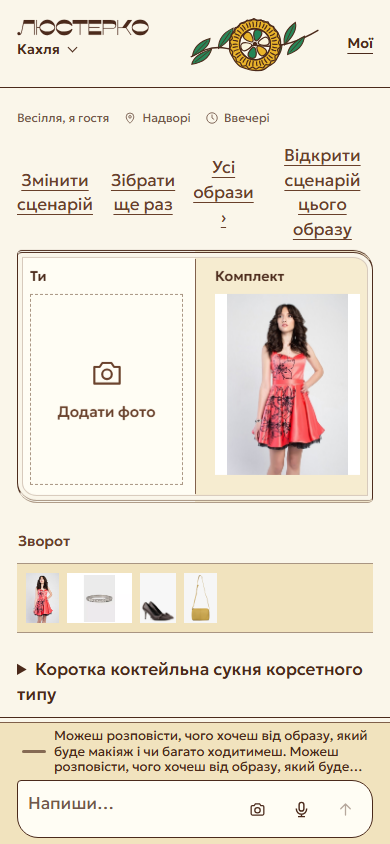 ЛЮСТЕРКО
Кахля
Мої
Весілля, я гостя
Надворі
Ввечері
Змінити
сценарій
Зібрати
ще раз
Усі
образи
›
Відкрити
сценарій
цього
образу
Ти
Комплект
Додати фото
Зворот
Коротка коктейльна сукня корсетного
типу
Можеш розповісти, чого хочеш від образу, який
буде макіяж і чи багато ходитимеш. Можеш
розповісти, чого хочеш від образу, який буде…
Напиши…